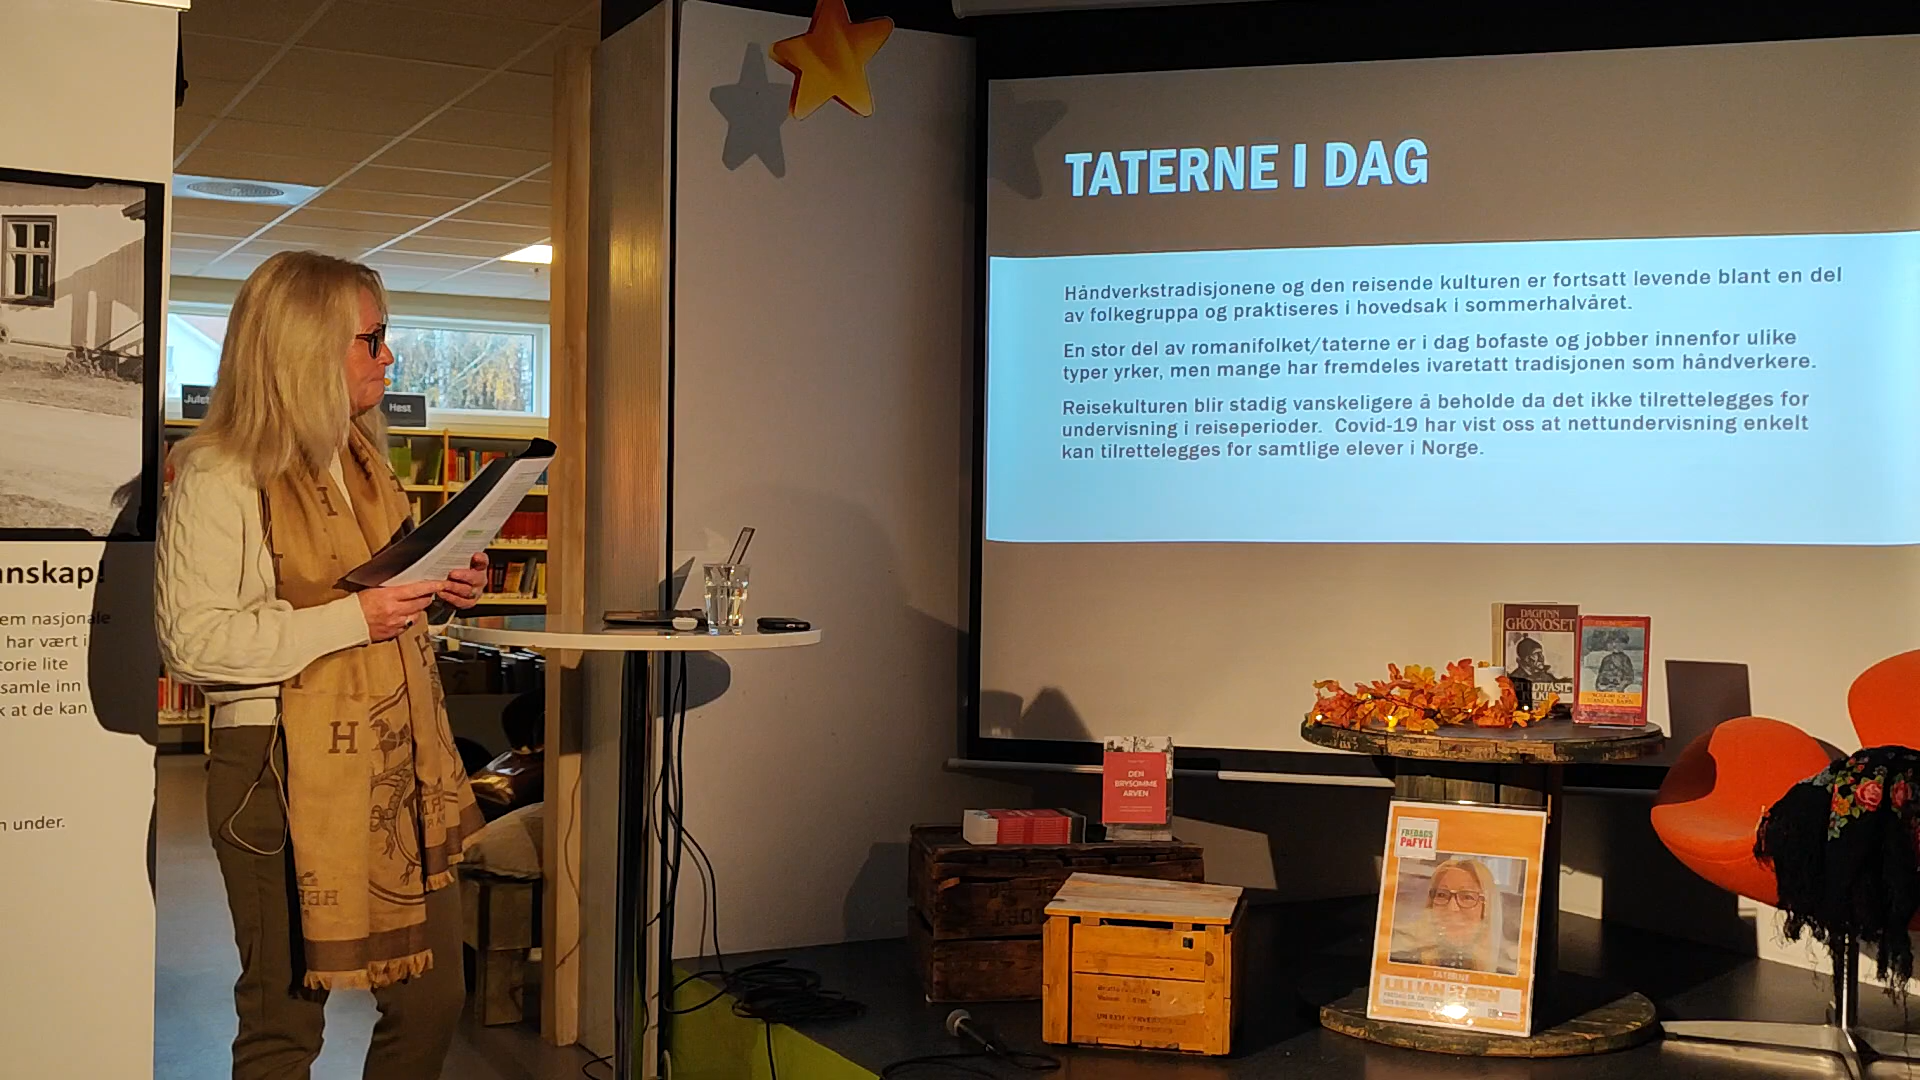 TATERNE I DAG
Håndverkstradisjonene og den reisende kulturen er fortsatt levende blant en del
av folkegruppa og praktiseres i hovedsak i sommerhalvåret.
En stor del av romanifolket/taterne er i dag bofaste og jobber innenfor ulike
typer yrker, men mange har fremdeles ivaretatt tradisjonen som håndverkere.
Reisekulturen blir stadig vanskeligere å beholde da det ikke tilrettelegges for
undervisning i reiseperioder. Covid-19 har vist oss at nettundervisning enkelt
kan tilrettelegges for samtlige elever i Norge.
Hest
nskap!
em nasjonale
har vært i
torie lite
samle inn
k at de kan
n under.
H
H
DAGFINN
GRØNOSET
DEN
BRYSOMME
ARVEN
FREDAGS
PÅFYLL
TATERNE
LILLIAN